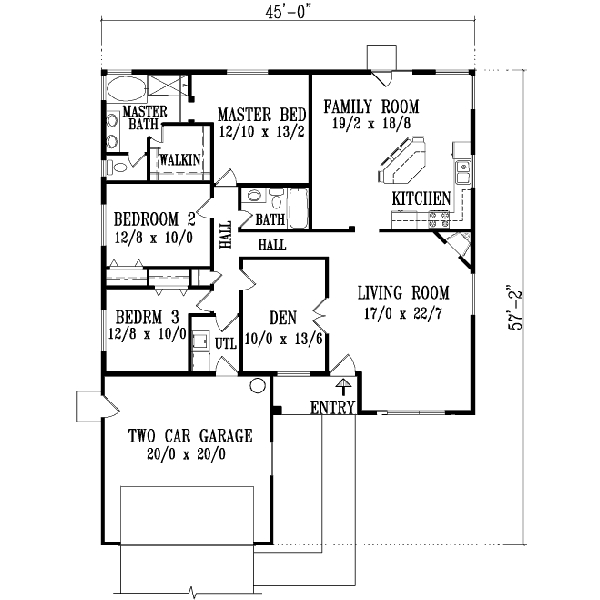 45'-0"
MASTER
BATH
MASTER BED
12/10 x 13/2
FAMILY ROOM
19/2 x 18/8
WALKIN
KITCHEN
BEDROOM 2
12/8 x 10/0
BATH
HALL
HALL
LIVING ROOM
17/0 x 22/7
57'-2"
BEDRM 3
12/8 x 10/0
DEN
10/0 x 13/6
UTL
ENTRY
TWO CAR GARAGE
20/0 x 20/0